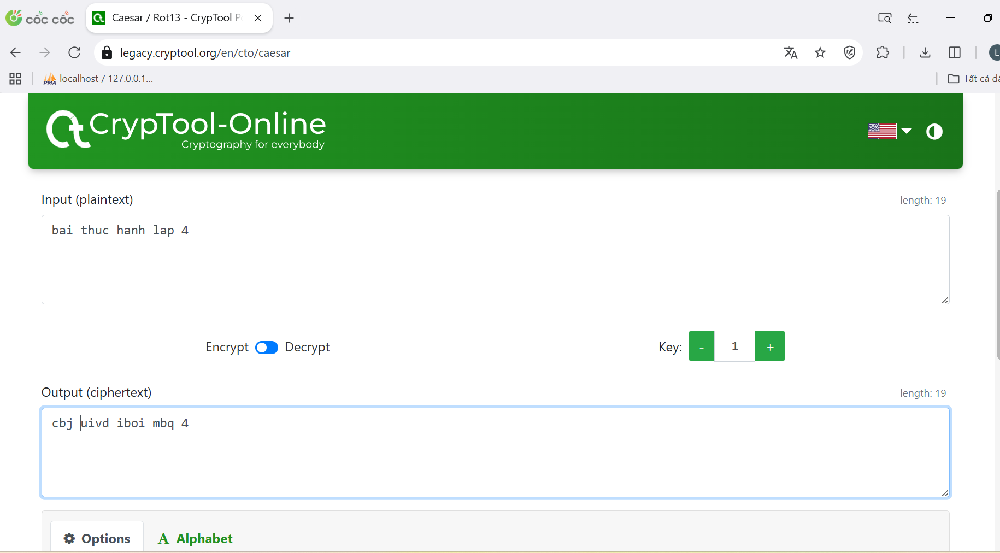 cốc cốc
Caesar / Rot13 - CrypTool P
legacy.cryptool.org/en/cto/caesar
L
PMA localhost / 127.0.0.1...
Tất cả dấ
CrypTool-Online
Cryptography for everybody
Input (plaintext)
length: 19
bai thuc hanh lap 4
Encrypt Decrypt
Key: - 1 +
Output (ciphertext)
length: 19
cbj uivd iboi mbq 4
Options
A Alphabet